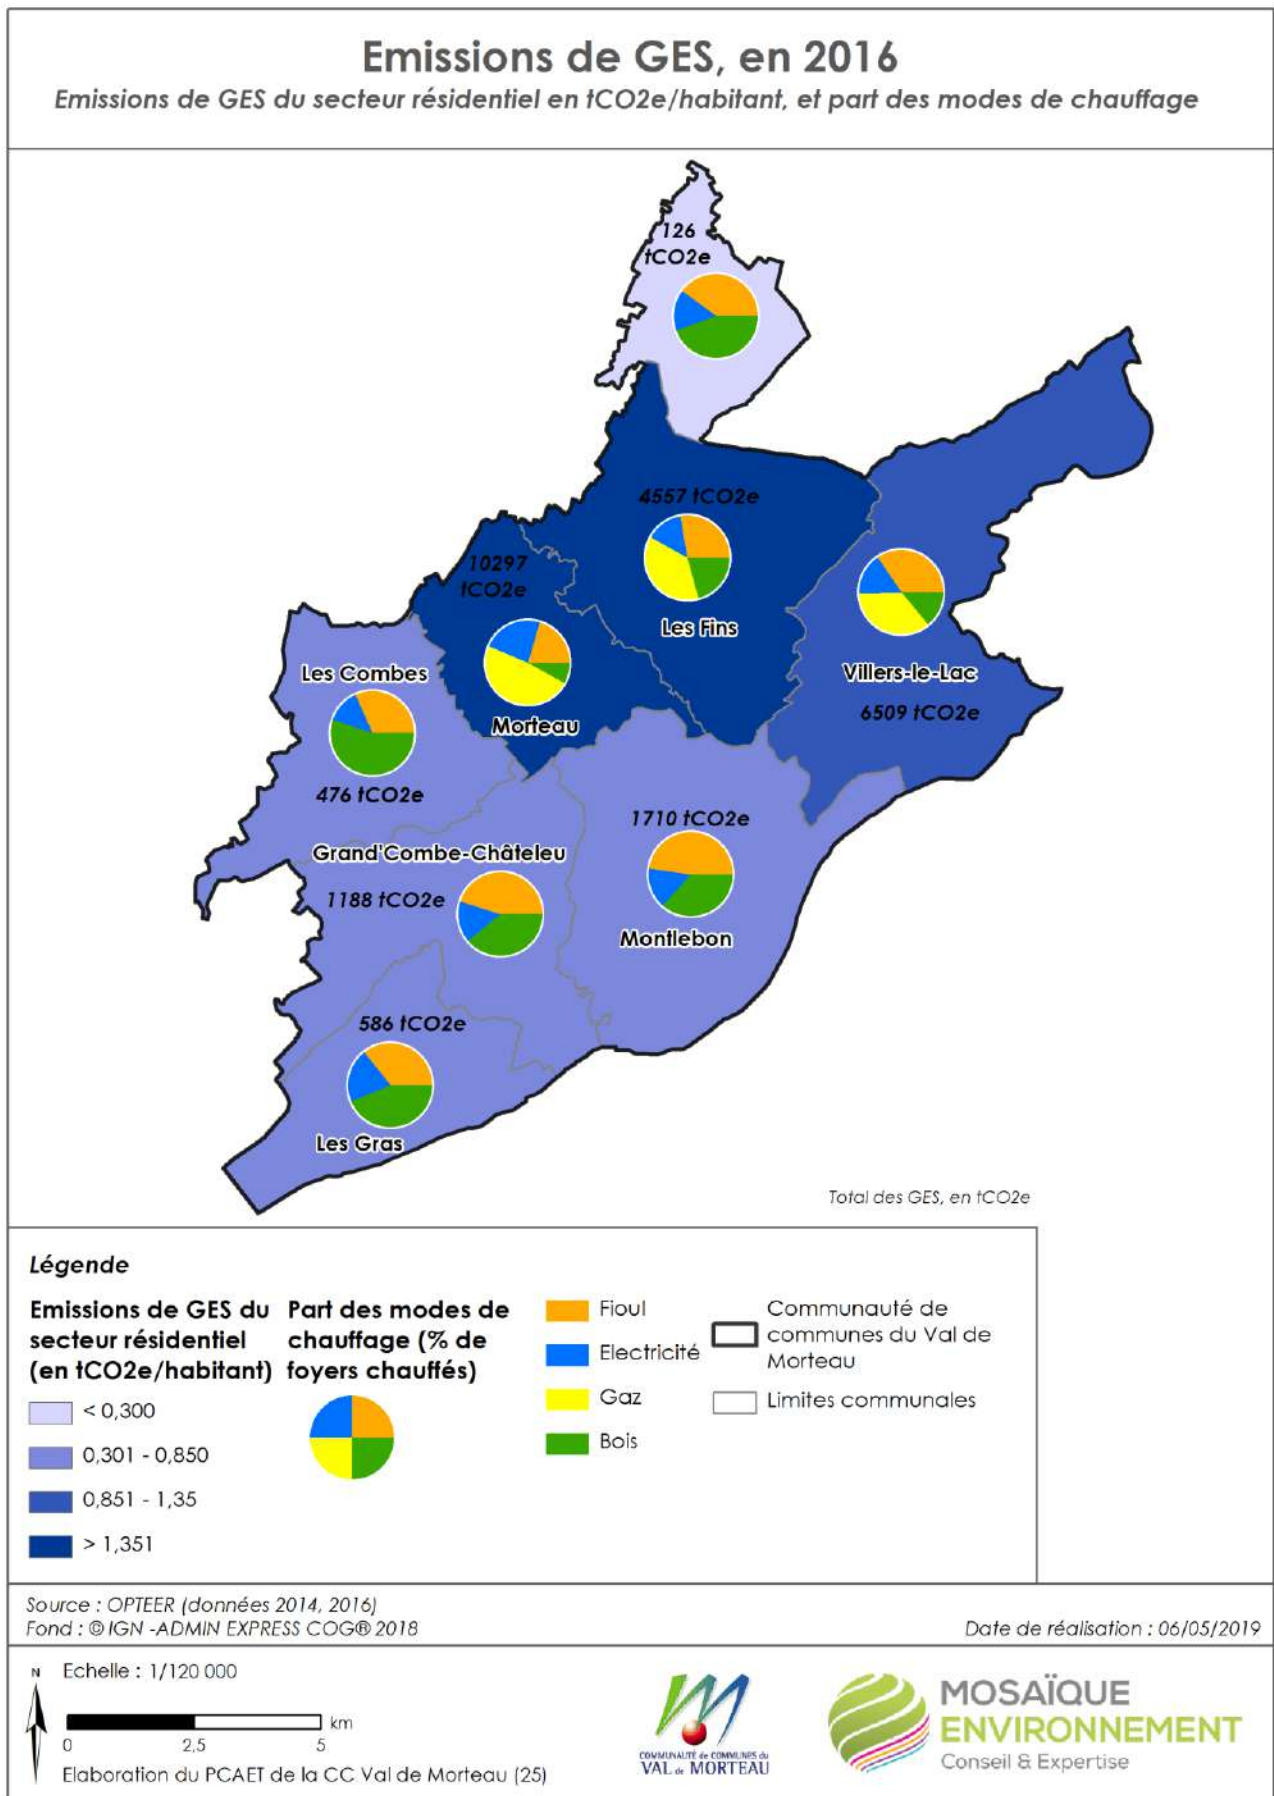 Emissions de GES, en 2016
Emissions de GES du secteur résidentiel en tCO2e/habitant, et part des modes de chauffage
126
tCO2e
4557 tCO2e
Les Fins
10297
tCO2e
Morteau
Villers-le-Lac
6509 tCO2e
Les Combes
476 tCO2e
1710 tCO2e
Montlebon
Grand'Combe-Châteleu
1188 tCO2e
586 tCO2e
Les Gras
Total des GES, en tCO2e
Légende
Emissions de GES du
secteur résidentiel
(en tCO2e/habitant)
< 0,300
0,301 - 0,850
0,851 - 1,35
> 1,351
Part des modes de
chauffage (% de
foyers chauffés)
Fioul
Electricité
Gaz
Bois
Communauté de
communes du Val de
Morteau
Limites communales
Source : OPTEER (données 2014, 2016)
Fond : © IGN -ADMIN EXPRESS COG® 2018
Date de réalisation : 06/05/2019
N
Echelle : 1/120 000
km
0 2,5 5
Elaboration du PCAET de la CC Val de Morteau (25)
COMMUNAUTÉ de COMMUNES du
VAL de MORTEAU
MOSAÏQUE
ENVIRONNEMENT
Conseil & Expertise